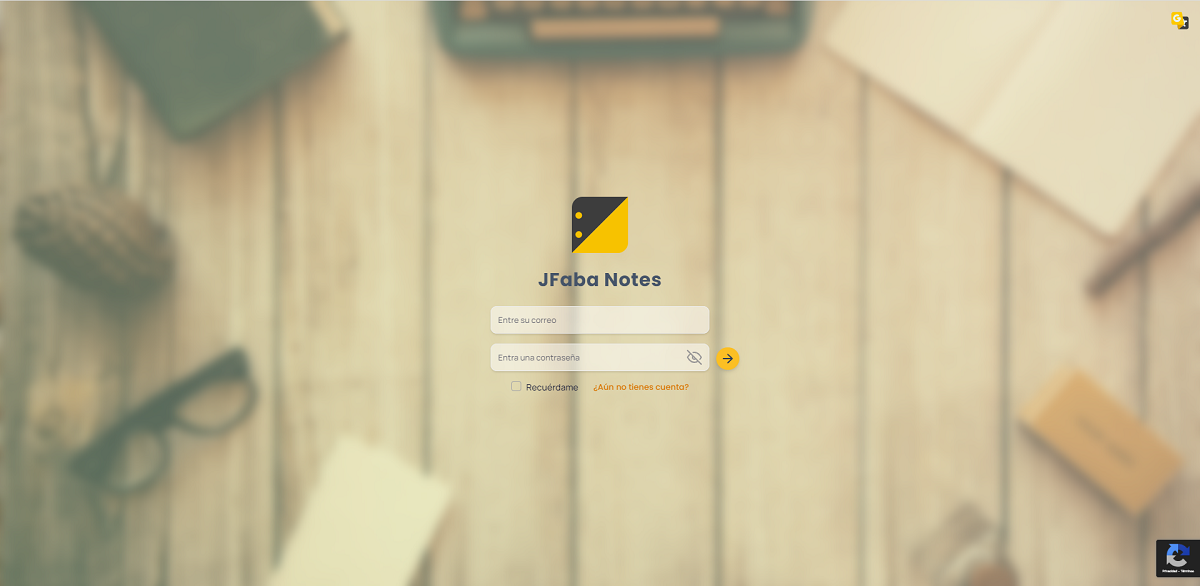 JFaba Notes
Entre su correo
Entra una contraseña
Recuérdame
¿Aún no tienes cuenta?
Privacidad - Términos